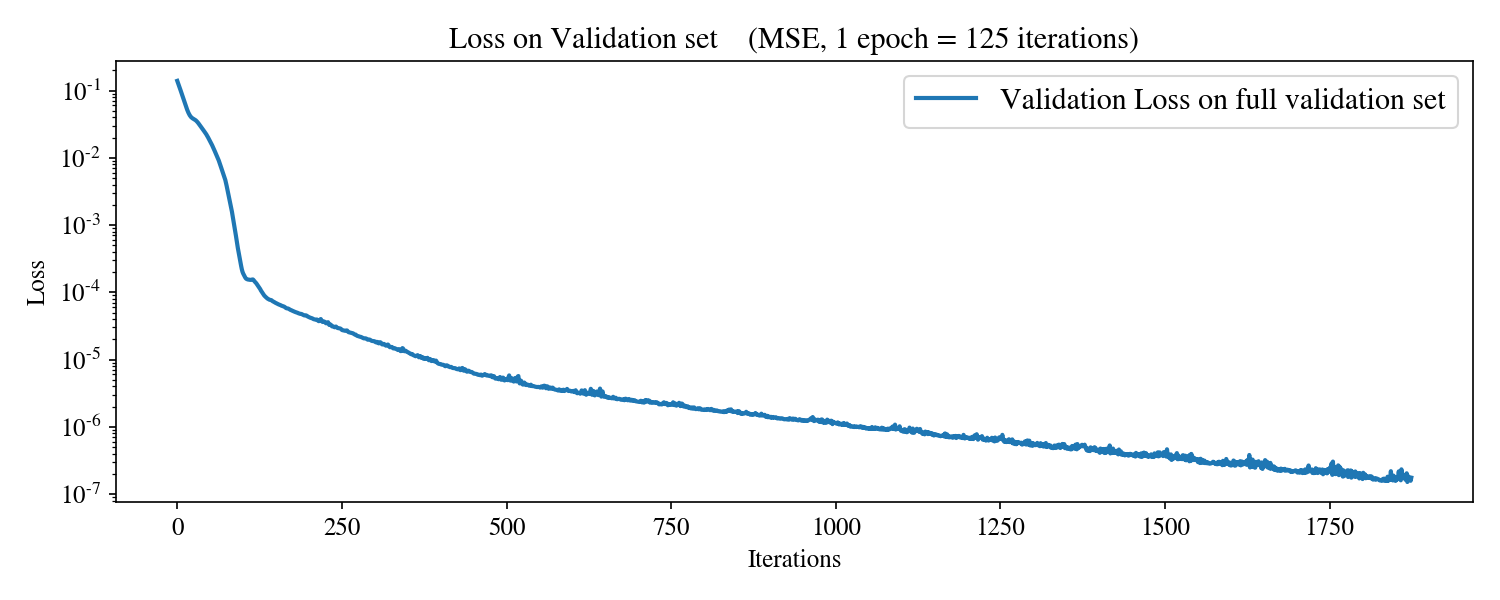 Loss on Validation set (MSE, 1 epoch = 125 iterations)
Validation Loss on full validation set
Loss
10⁻¹
10⁻²
10⁻³
10⁻⁴
10⁻⁵
10⁻⁶
10⁻⁷
0 250 500 750 1000 1250 1500 1750
Iterations